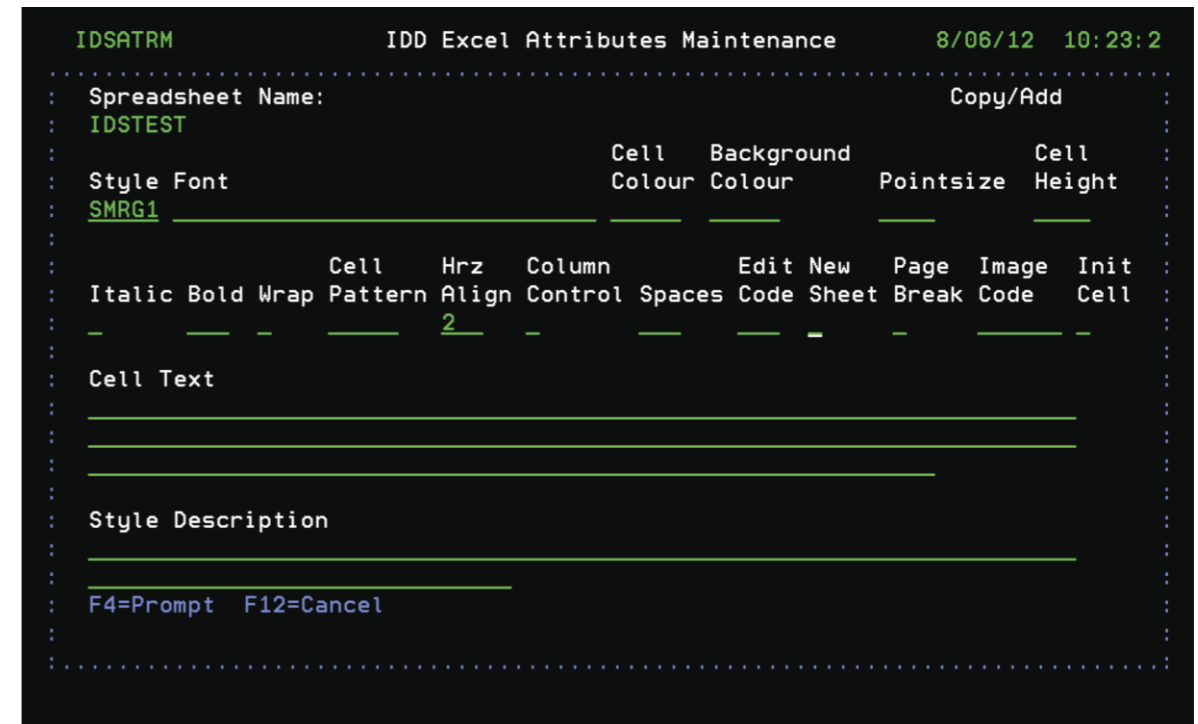 IDSATRM IDD Excel Attributes Maintenance 8/06/12 10:23:2
Spreadsheet Name: Copy/Add
IDSTEST
Cell Background Cell
Style Font Colour Colour Pointsize Height
SMRG1
Cell Hrz Column Edit New Page Image Init
Italic Bold Wrap Pattern Align Control Spaces Code Sheet Break Code Cell
2
Cell Text
Style Description
F4=Prompt F12=Cancel